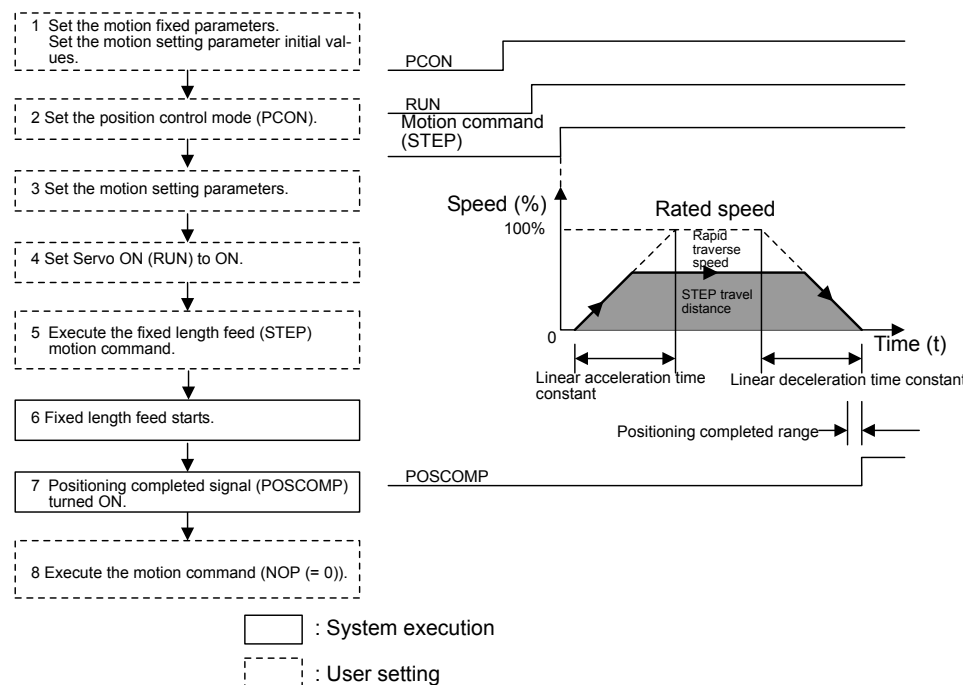 1 Set the motion fixed parameters.
Set the motion setting parameter initial val-
ues.
2 Set the position control mode (PCON).
3 Set the motion setting parameters.
4 Set Servo ON (RUN) to ON.
5 Execute the fixed length feed (STEP)
motion command.
6 Fixed length feed starts.
7 Positioning completed signal (POSCOMP)
turned ON.
8 Execute the motion command (NOP (= 0)).
PCON
RUN
Motion command
(STEP)
Speed (%)
Rated speed
100%
Rapid
traverse
speed
STEP travel
distance
0
Time (t)
Linear acceleration time
constant
Linear deceleration time constant
Positioning completed range
POSCOMP
: System execution
: User setting